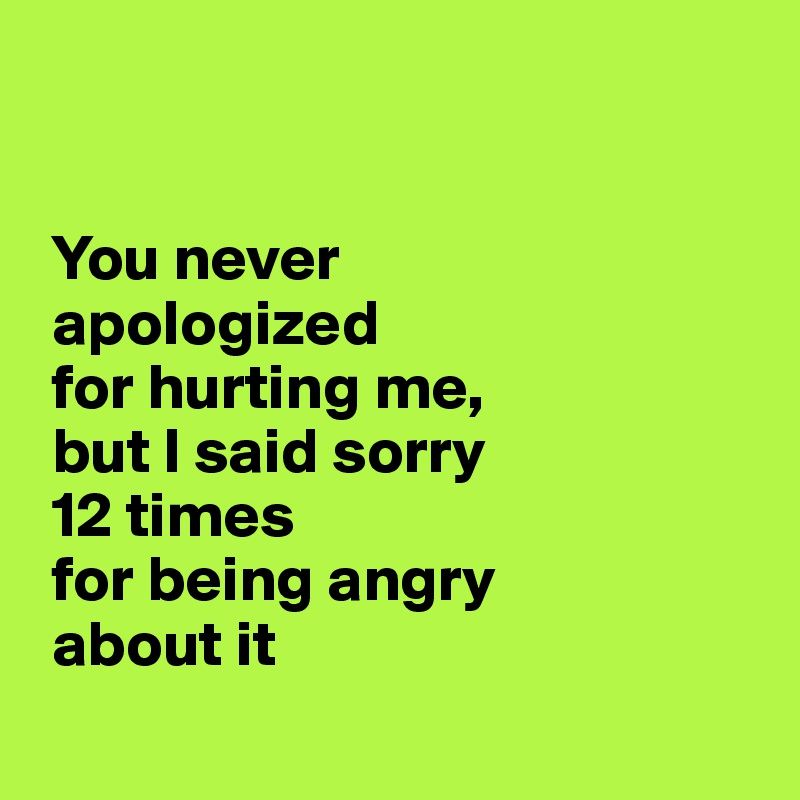 You never
apologized
for hurting me,
but I said sorry
12 times
for being angry
about it